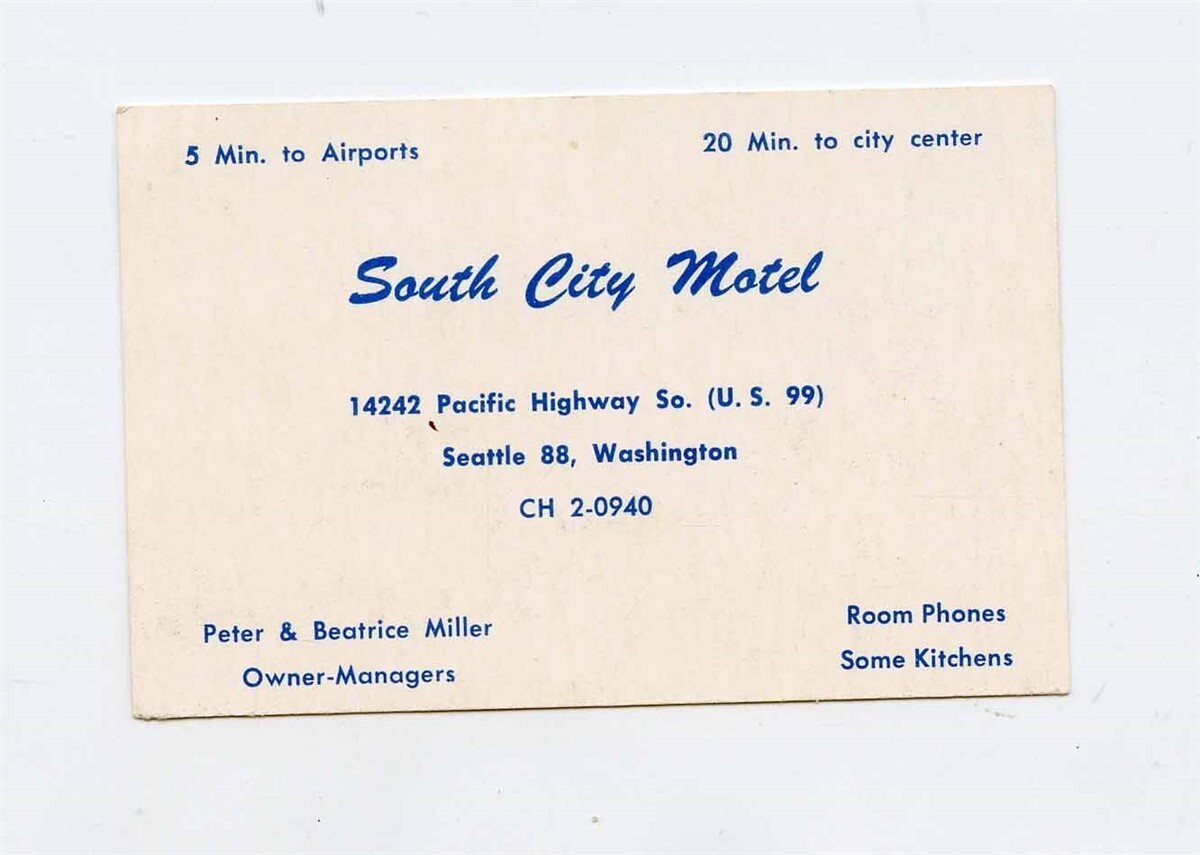 5 Min. to Airports
20 Min. to city center
South City Motel
14242 Pacific Highway So. (U. S. 99)
Seattle 88, Washington
CH 2-0940
Peter & Beatrice Miller
Owner-Managers
Room Phones
Some Kitchens